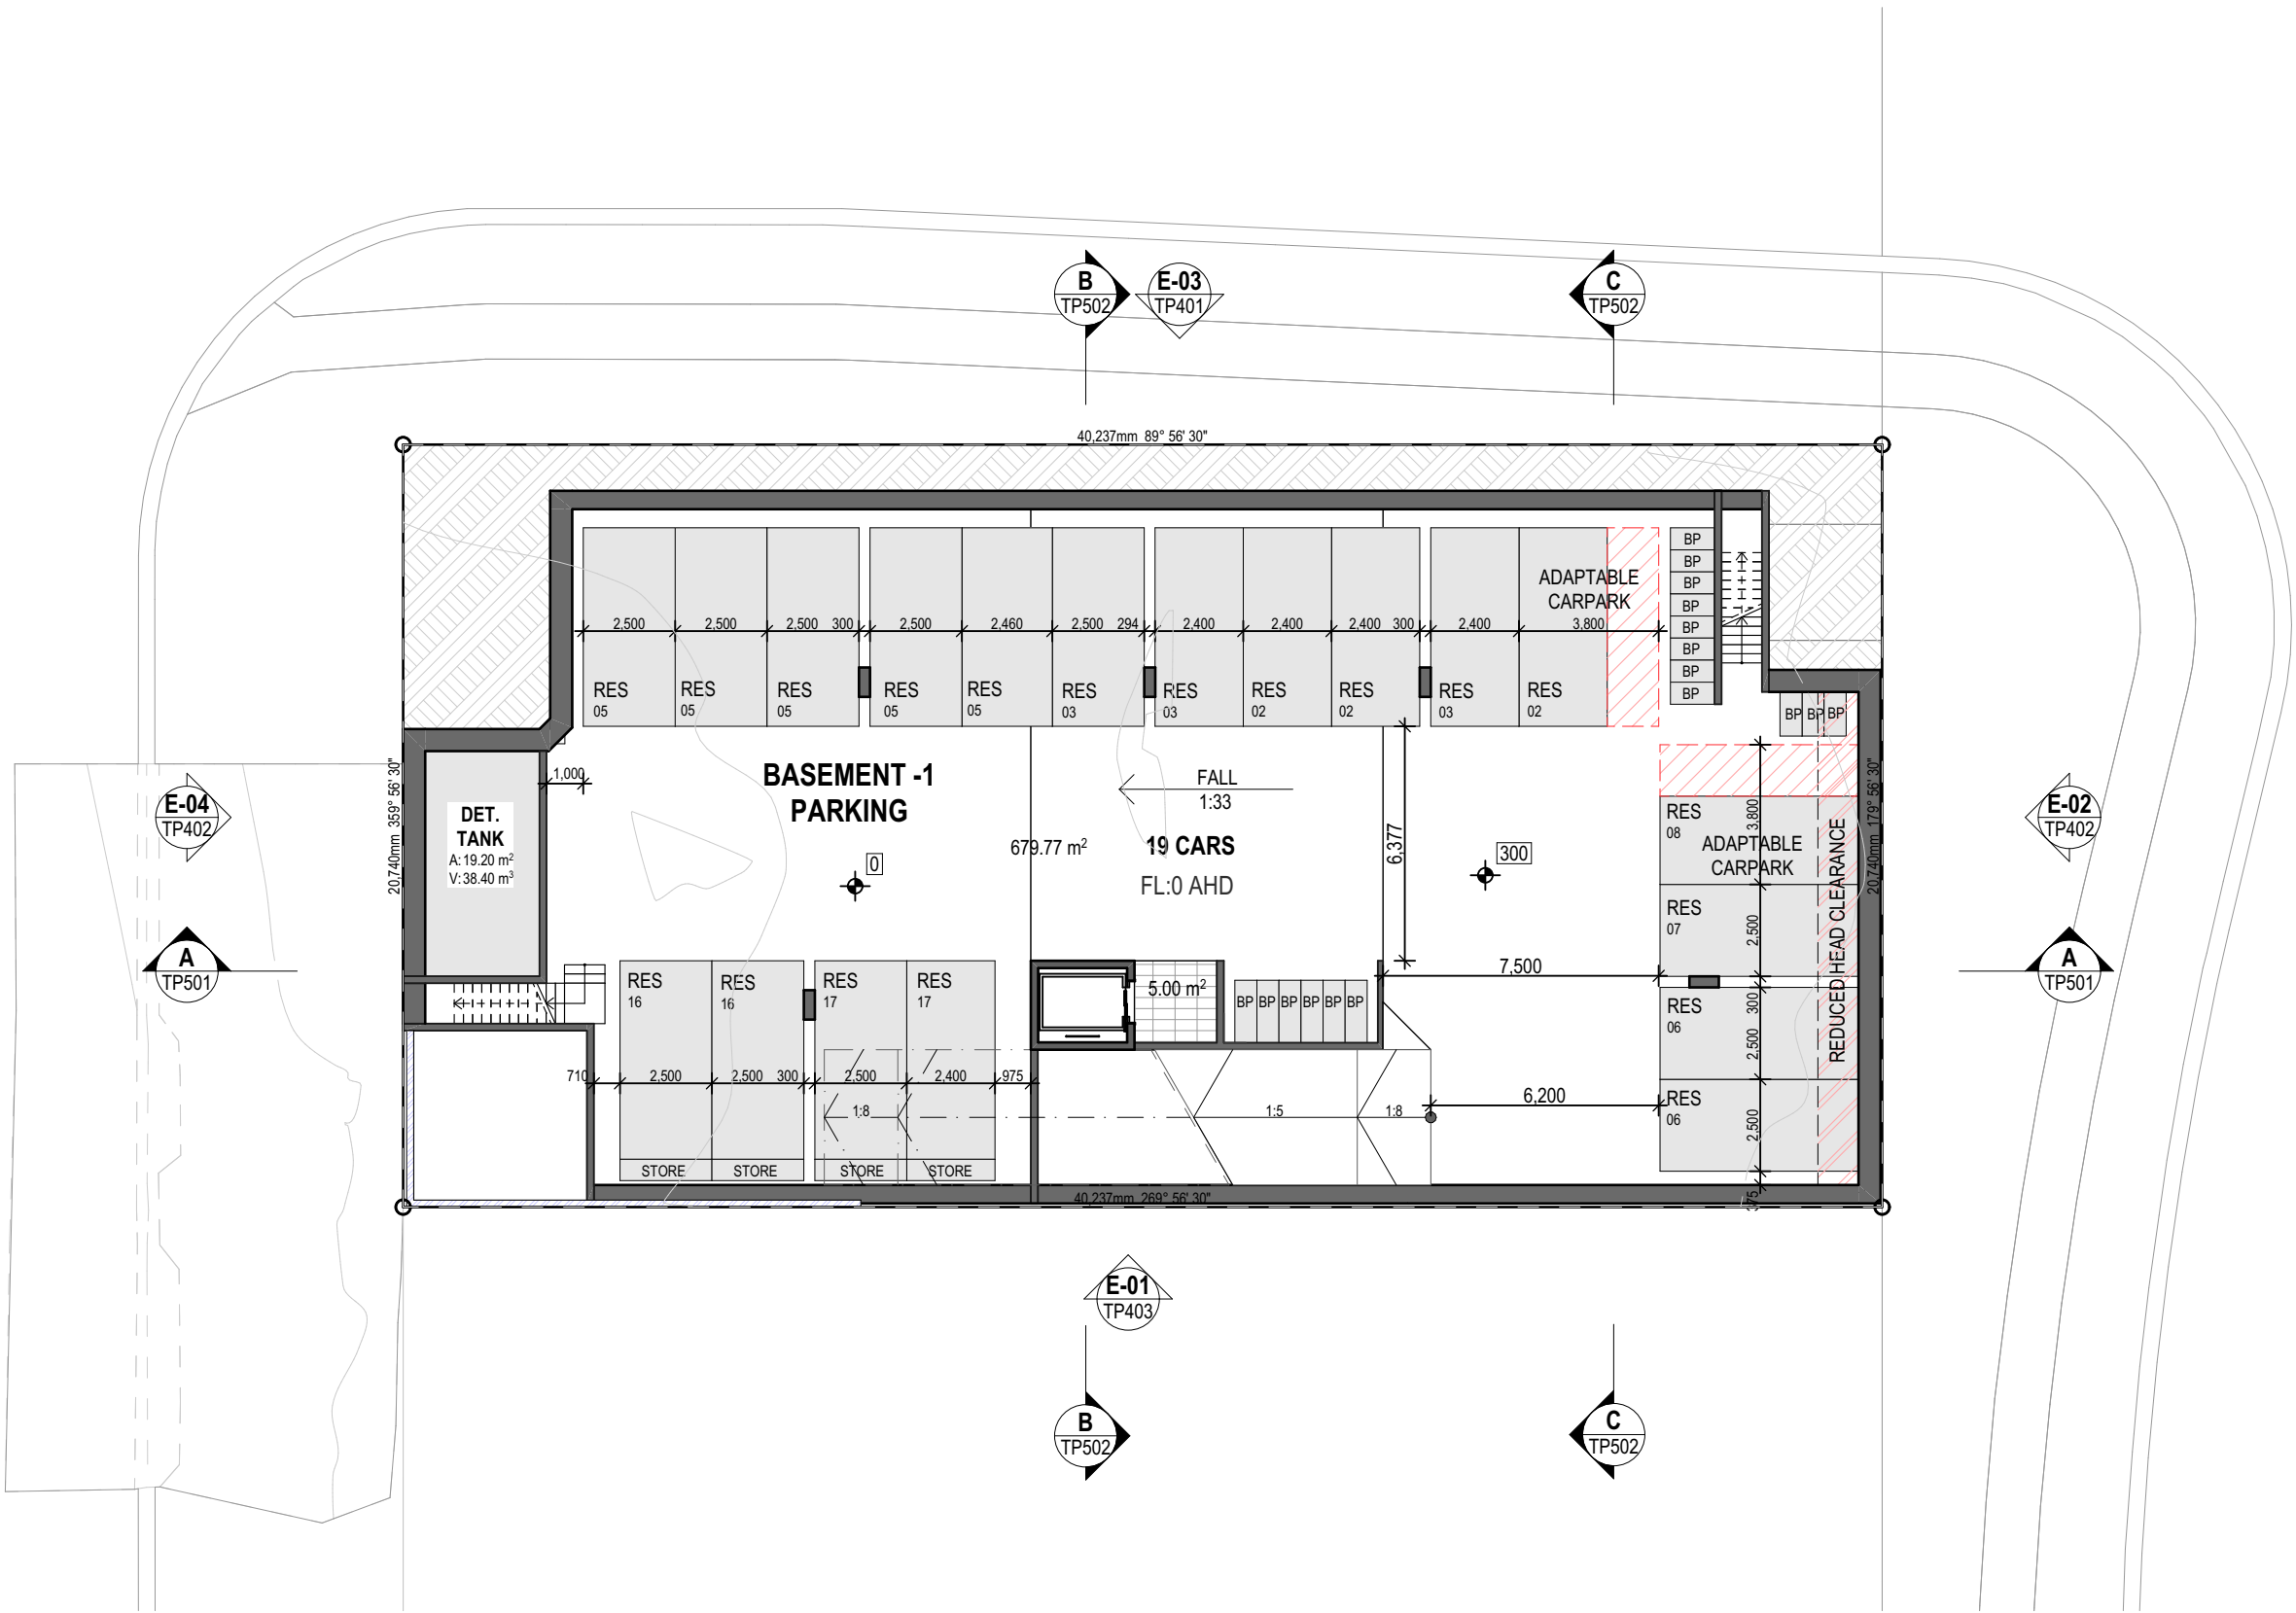 B
TP502
E-03
TP401
C
TP502
40,237mm 89° 56' 30"
BP
BP
BP
BP
BP
BP
BP
BP
ADAPTABLE
CARPARK
2,500
2,500
2,500
300
2,500
2,460
2,500
294
2,400
2,400
2,400
300
2,400
3,800
RES
05
RES
05
RES
05
RES
05
RES
05
RES
03
RES
03
RES
02
RES
02
RES
03
RES
02
BP
BP
BP
1,000
BASEMENT -1
PARKING
FALL
1:33
679.77 m²
19 CARS
FL:0 AHD
0
6,377
300
E-04
TP402
20,740mm 359° 56' 30"
DET.
TANK
A: 19.20 m²
V: 38.40 m³
RES
08
3,800
ADAPTABLE
CARPARK
REDUCED HEAD CLEARANCE
20,740mm 179° 56' 30"
E-02
TP402
RES
07
2,500
A
TP501
A
TP501
RES
16
RES
16
RES
17
RES
17
5.00 m²
BP
BP
BP
BP
BP
BP
7,500
300
RES
06
2,500
710
2,500
2,500
300
2,500
2,400
975
1:8
1:5
1:8
6,200
RES
06
2,500
STORE
STORE
STORE
STORE
40,237mm 269° 56' 30"
E-01
TP403
B
TP502
C
TP502